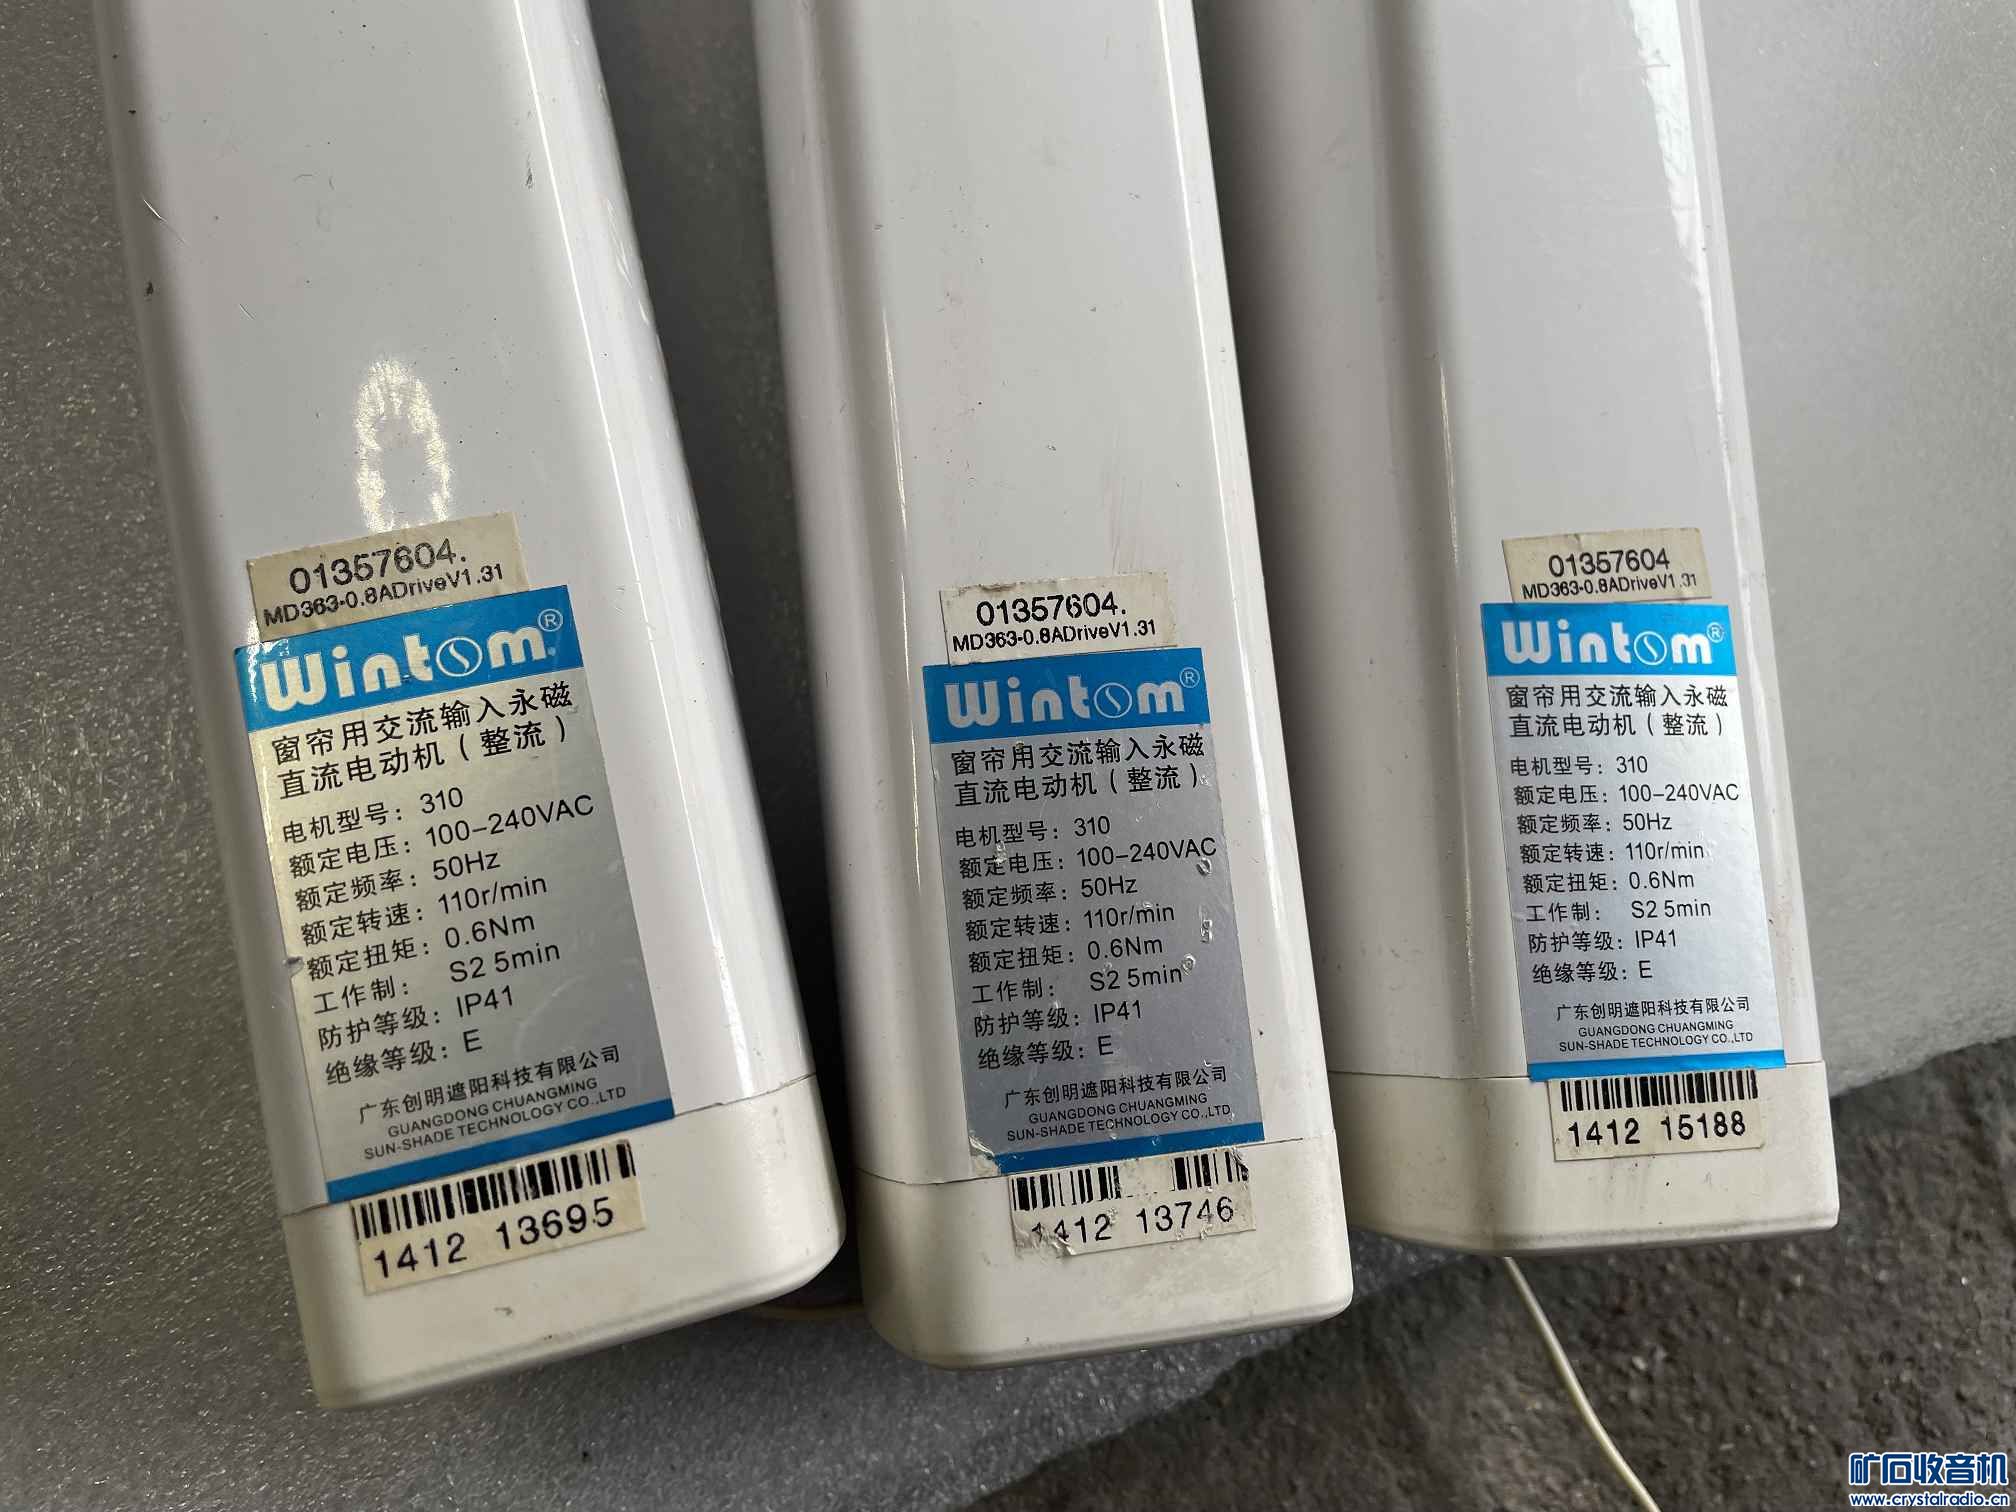 01357604.
MD363-0.8ADriveV1.31
Wintom®
窗帘用交流输入永磁
直流电动机（整流）
电机型号：310
额定电压：100-240VAC
额定频率：50Hz
额定转速：110r/min
额定扭矩：0.6Nm
工作制： S2 5min
防护等级：IP41
绝缘等级：E
广东创明遮阳科技有限公司
GUANGDONG CHUANGMING
SUN-SHADE TECHNOLOGY CO.,LTD
1412 13695
01357604.
MD363-0.8ADriveV1.31
Wintom®
窗帘用交流输入永磁
直流电动机（整流）
电机型号：310
额定电压：100-240VAC
额定频率：50Hz
额定转速：110r/min
额定扭矩：0.6Nm
工作制： S2 5min
防护等级：IP41
绝缘等级：E
广东创明遮阳科技有限公司
GUANGDONG CHUANGMING
SUN-SHADE TECHNOLOGY CO.,LTD
1412 13746
01357604
MD363-0.8ADriveV1.31
Wintom®
窗帘用交流输入永磁
直流电动机（整流）
电机型号：310
额定电压：100-240VAC
额定频率：50Hz
额定转速：110r/min
额定扭矩：0.6Nm
工作制： S2 5min
防护等级：IP41
绝缘等级：E
广东创明遮阳科技有限公司
GUANGDONG CHUANGMING
SUN-SHADE TECHNOLOGY CO.,LTD
1412 15188
矿石收音机
www.crystalradio.cn